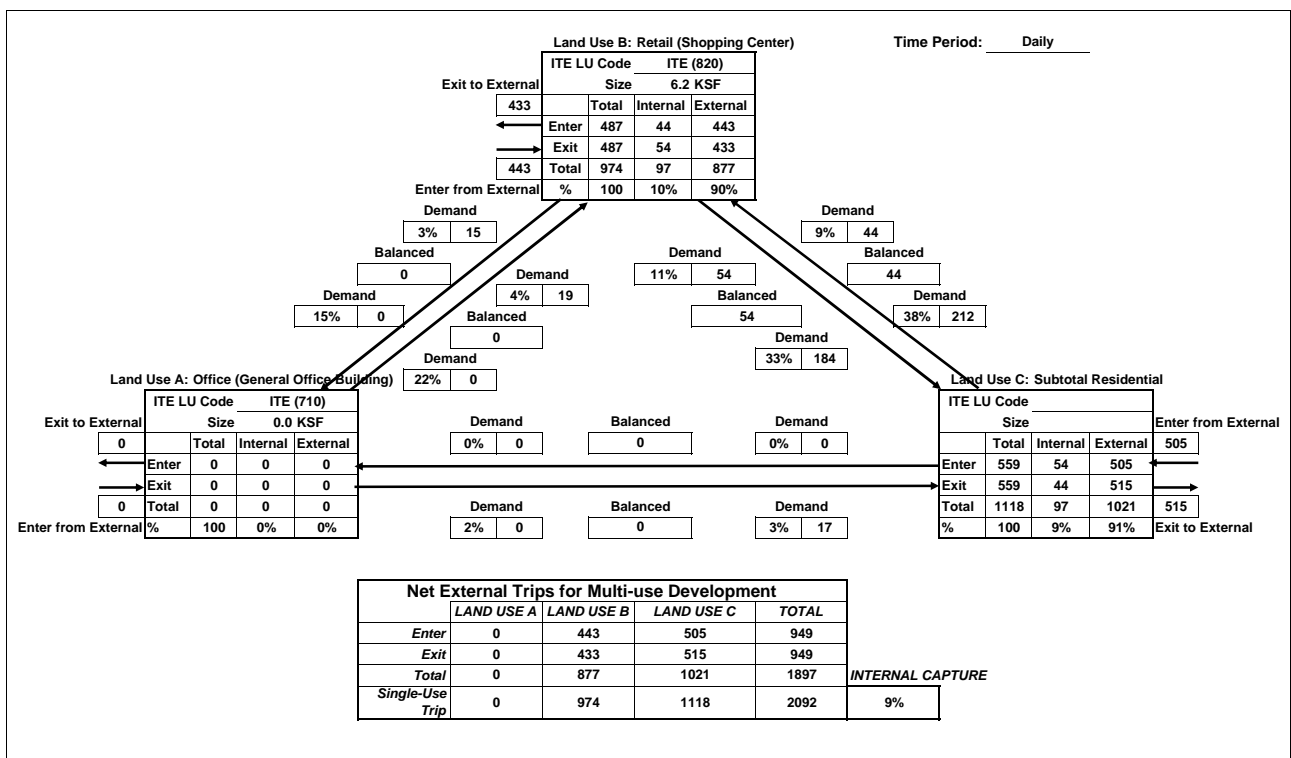 Land Use B: Retail (Shopping Center) Time Period: Daily
ITE LU Code ITE (820)
Exit to External Size 6.2 KSF
433 Total Internal External
Enter 487 44 443
Exit 487 54 433
443 Total 974 97 877
Enter from External % 100 10% 90%
Demand Demand
3% 15 9% 44
Balanced Demand Balanced
0 11% 54 44
Demand
4% 19
Demand Balanced Demand
15% 0 54 38% 212
Balanced
0
Demand
33% 184
Demand
22% 0
Land Use A: Office (General Office Building) Land Use C: Subtotal Residential
ITE LU Code ITE (710) ITE LU Code
Exit to External Size 0.0 KSF Demand Balanced Demand Size Enter from External
0 Total Internal External 0% 0 0 0% 0 Total Internal External 505
Enter 0 0 0 Enter 559 54 505
Exit 0 0 0 Exit 559 44 515
0 Total 0 0 0 Demand Balanced Demand Total 1118 97 1021 515
Enter from External % 100 0% 0% 2% 0 0 3% 17 % 100 9% 91% Exit to External
Net External Trips for Multi-use Development
LAND USE A LAND USE B LAND USE C TOTAL
Enter 0 443 505 949
Exit 0 433 515 949
Total 0 877 1021 1897 INTERNAL CAPTURE
Single-Use
Trip 0 974 1118 2092 9%